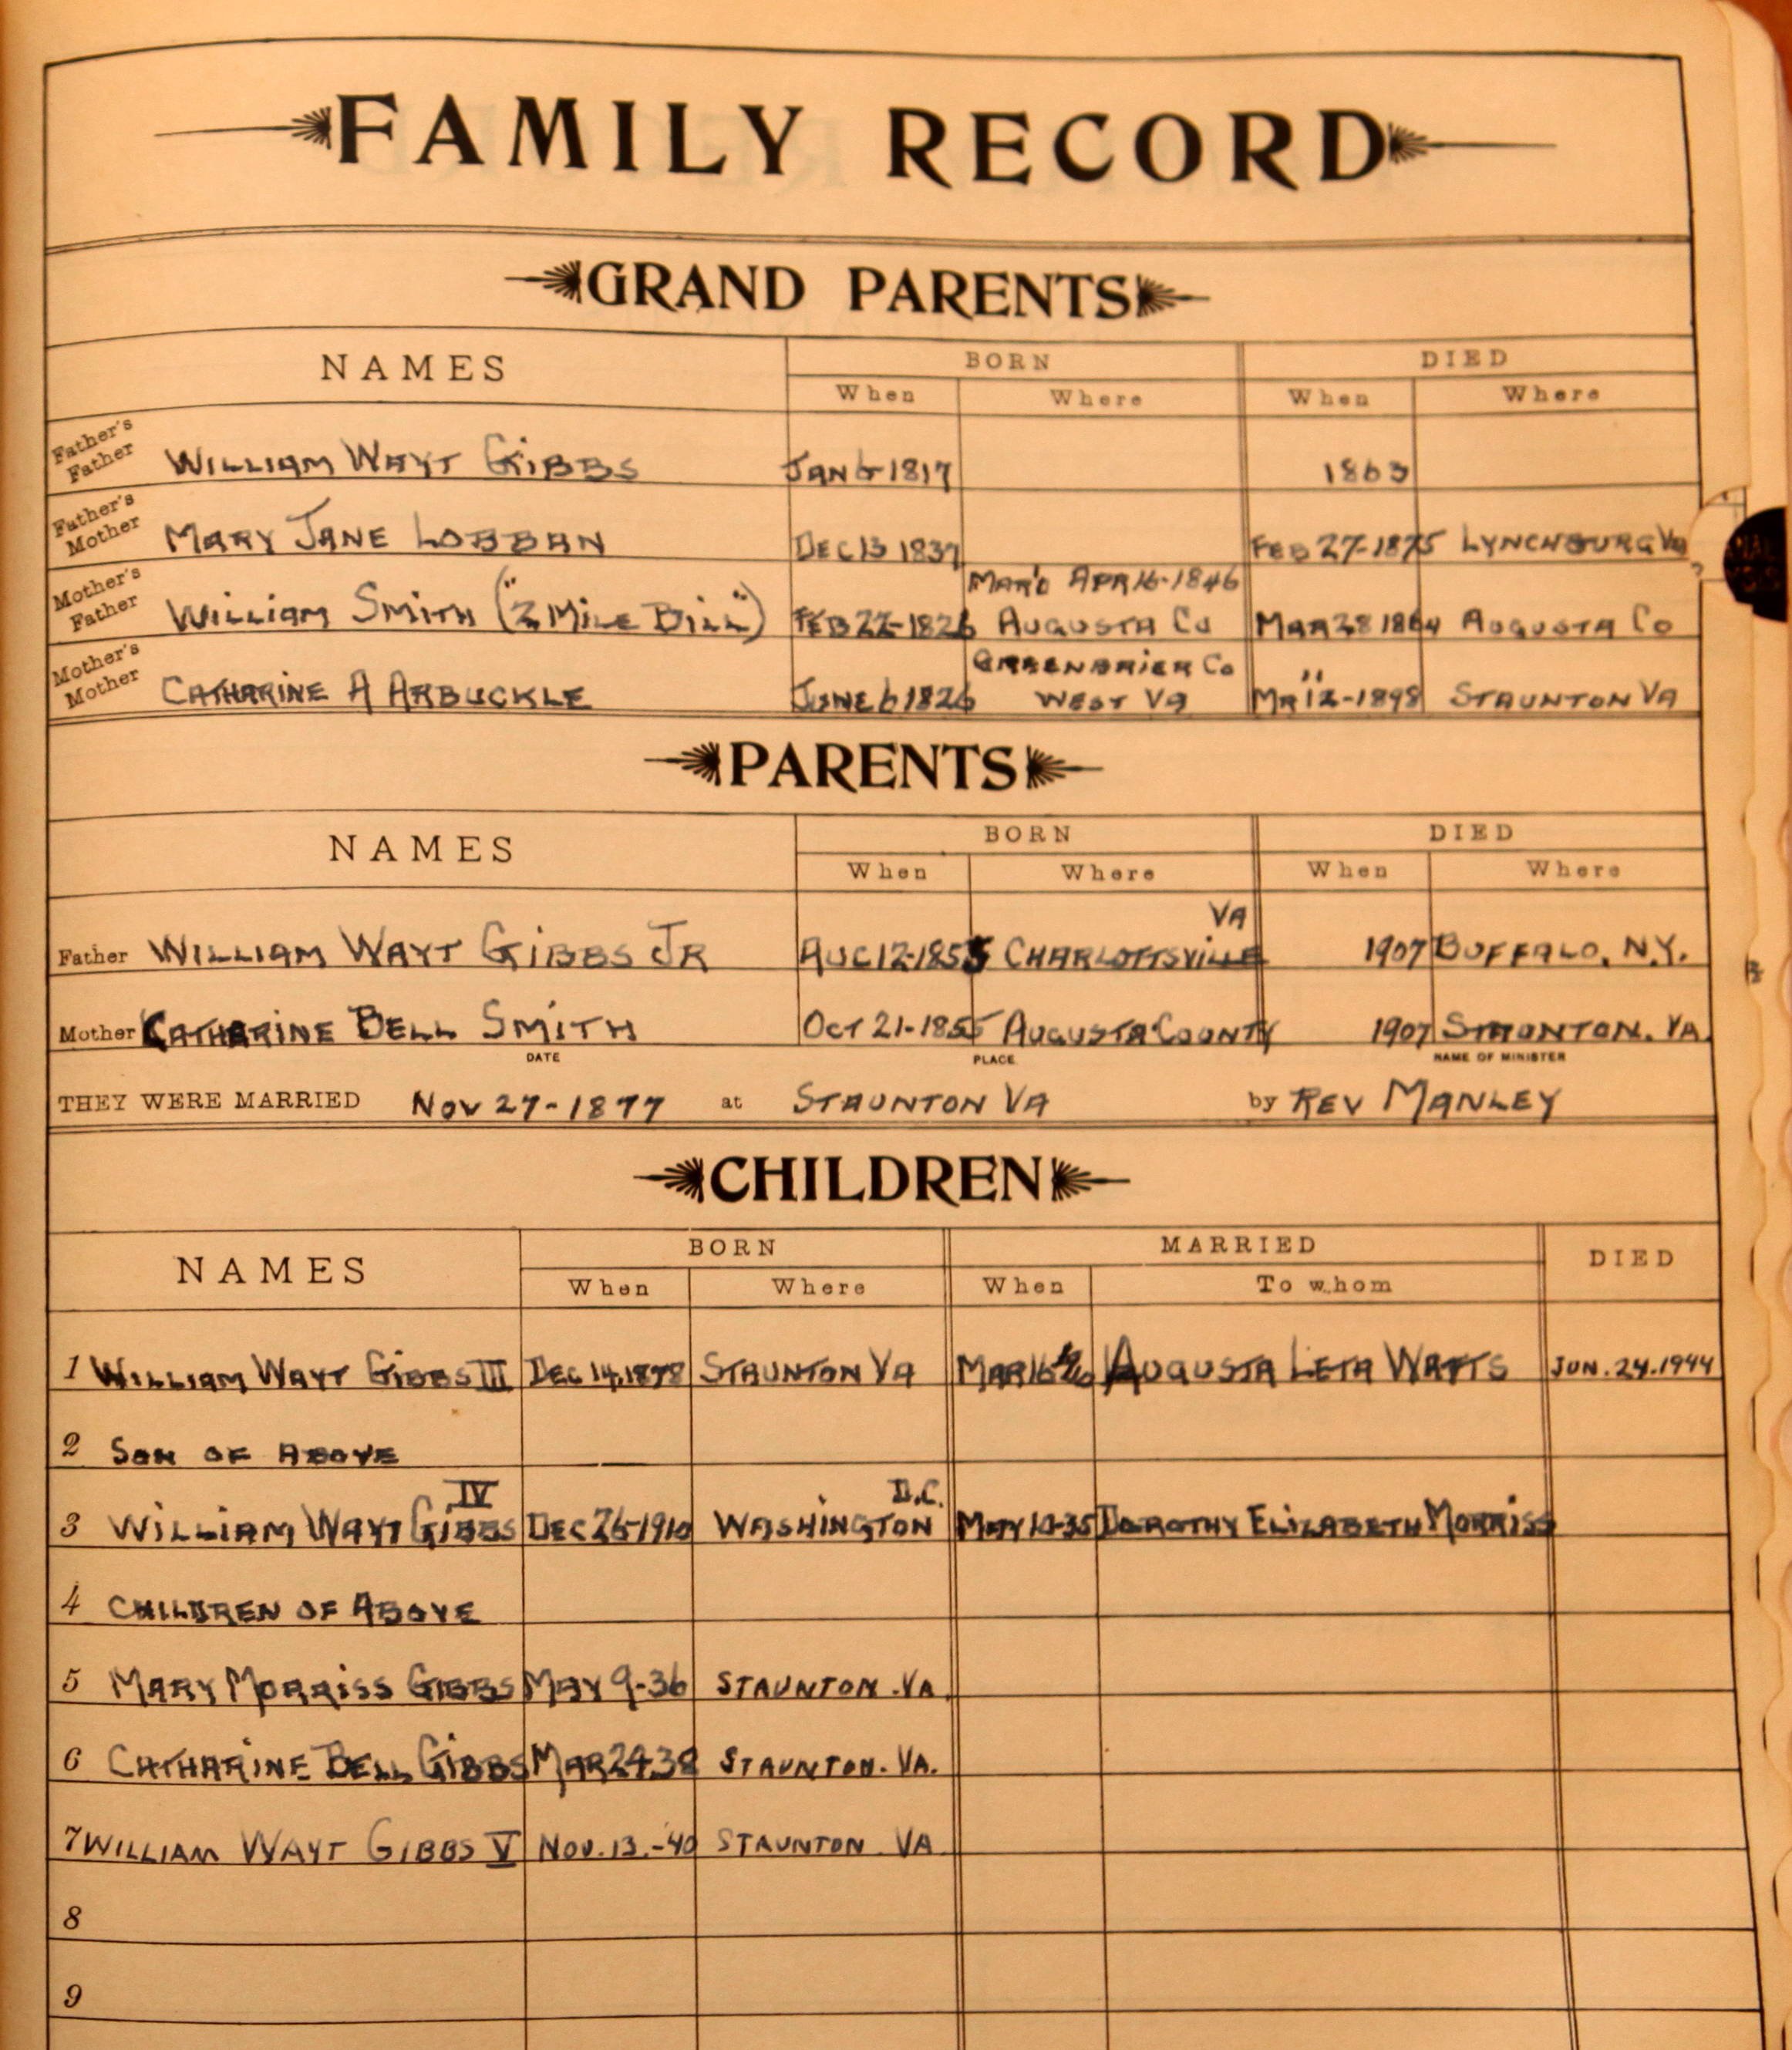 FAMILY RECORD
GRAND PARENTS
NAMES BORN DIED
When Where When Where
Father's Father WILLIAM WAYT GIBBS JAN 6-1817 1863
Father's Mother MARY JANE LOBBAN DEC 13 1837 FEB 27-1875 LYNCHBURG VA
MAR'D APR 16-1846
Mother's Father WILLIAM SMITH ("2 MILE BILL") FEB 22-1826 AUGUSTA CO MAR 28 1864 AUGUSTA CO
GREENBRIER CO
Mother's Mother CATHARINE A ARBUCKLE JUNE 6 1826 WEST VA 12-1898 STAUNTON VA
PARENTS
NAMES BORN DIED
When Where When Where
VA
Father WILLIAM WAYT GIBBS JR AUG 12-1855 CHARLOTTSVILLE 1907 BUFFALO, N.Y.
Mother CATHARINE BELL SMITH OCT 21-1855 AUGUSTA COUNTY 1907 STAUNTON. VA.
DATE PLACE NAME OF MINISTER
THEY WERE MARRIED NOV 27-1877 at STAUNTON VA by REV MANLEY
CHILDREN
NAMES BORN MARRIED DIED
When Where When To whom
1 WILLIAM WAYT GIBBS III DEC 14, 1878 STAUNTON VA MAR 16 AUGUSTA LETA WATTS JUN. 24. 1944
2 SON OF ABOVE
IV D.C.
3 WILLIAM WAYT GIBBS DEC 26-1910 WASHINGTON MAY 10-35 DOROTHY ELIZABETH MORRISS
4 CHILDREN OF ABOVE
5 MARY MORRISS GIBBS MAY 9-36 STAUNTON. VA.
6 CATHARINE BELL GIBBS MAR 24-38 STAUNTON. VA.
7 WILLIAM WAYT GIBBS V NOV. 13.-'40 STAUNTON. VA
8
9